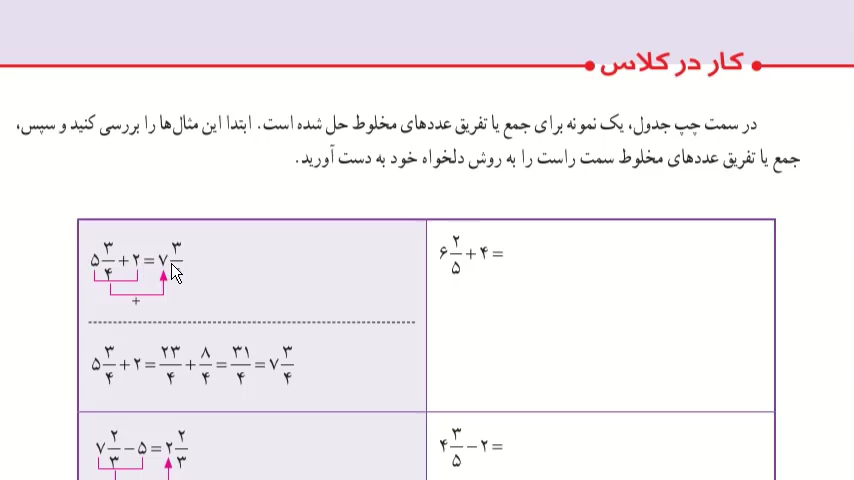 کار در کلاس
در سمت چپ جدول، یک نمونه برای جمع یا تفریق عددهای مخلوط حل شده است. ابتدا این مثال‌ها را بررسی کنید و سپس،
جمع یا تفریق عددهای مخلوط سمت راست را به روش دلخواه خود به دست آورید.
۵ ۳/۴ + ۲ = ۷ ۳/
+
۶ ۲/۵ + ۴ =
۵ ۳/۴ + ۲ = ۲۳/۴ + ۸/۴ = ۳۱/۴ = ۷ ۳/۴
۷ ۲/۳ − ۵ = ۲ ۲/۳
۴ ۳/۵ − ۲ =